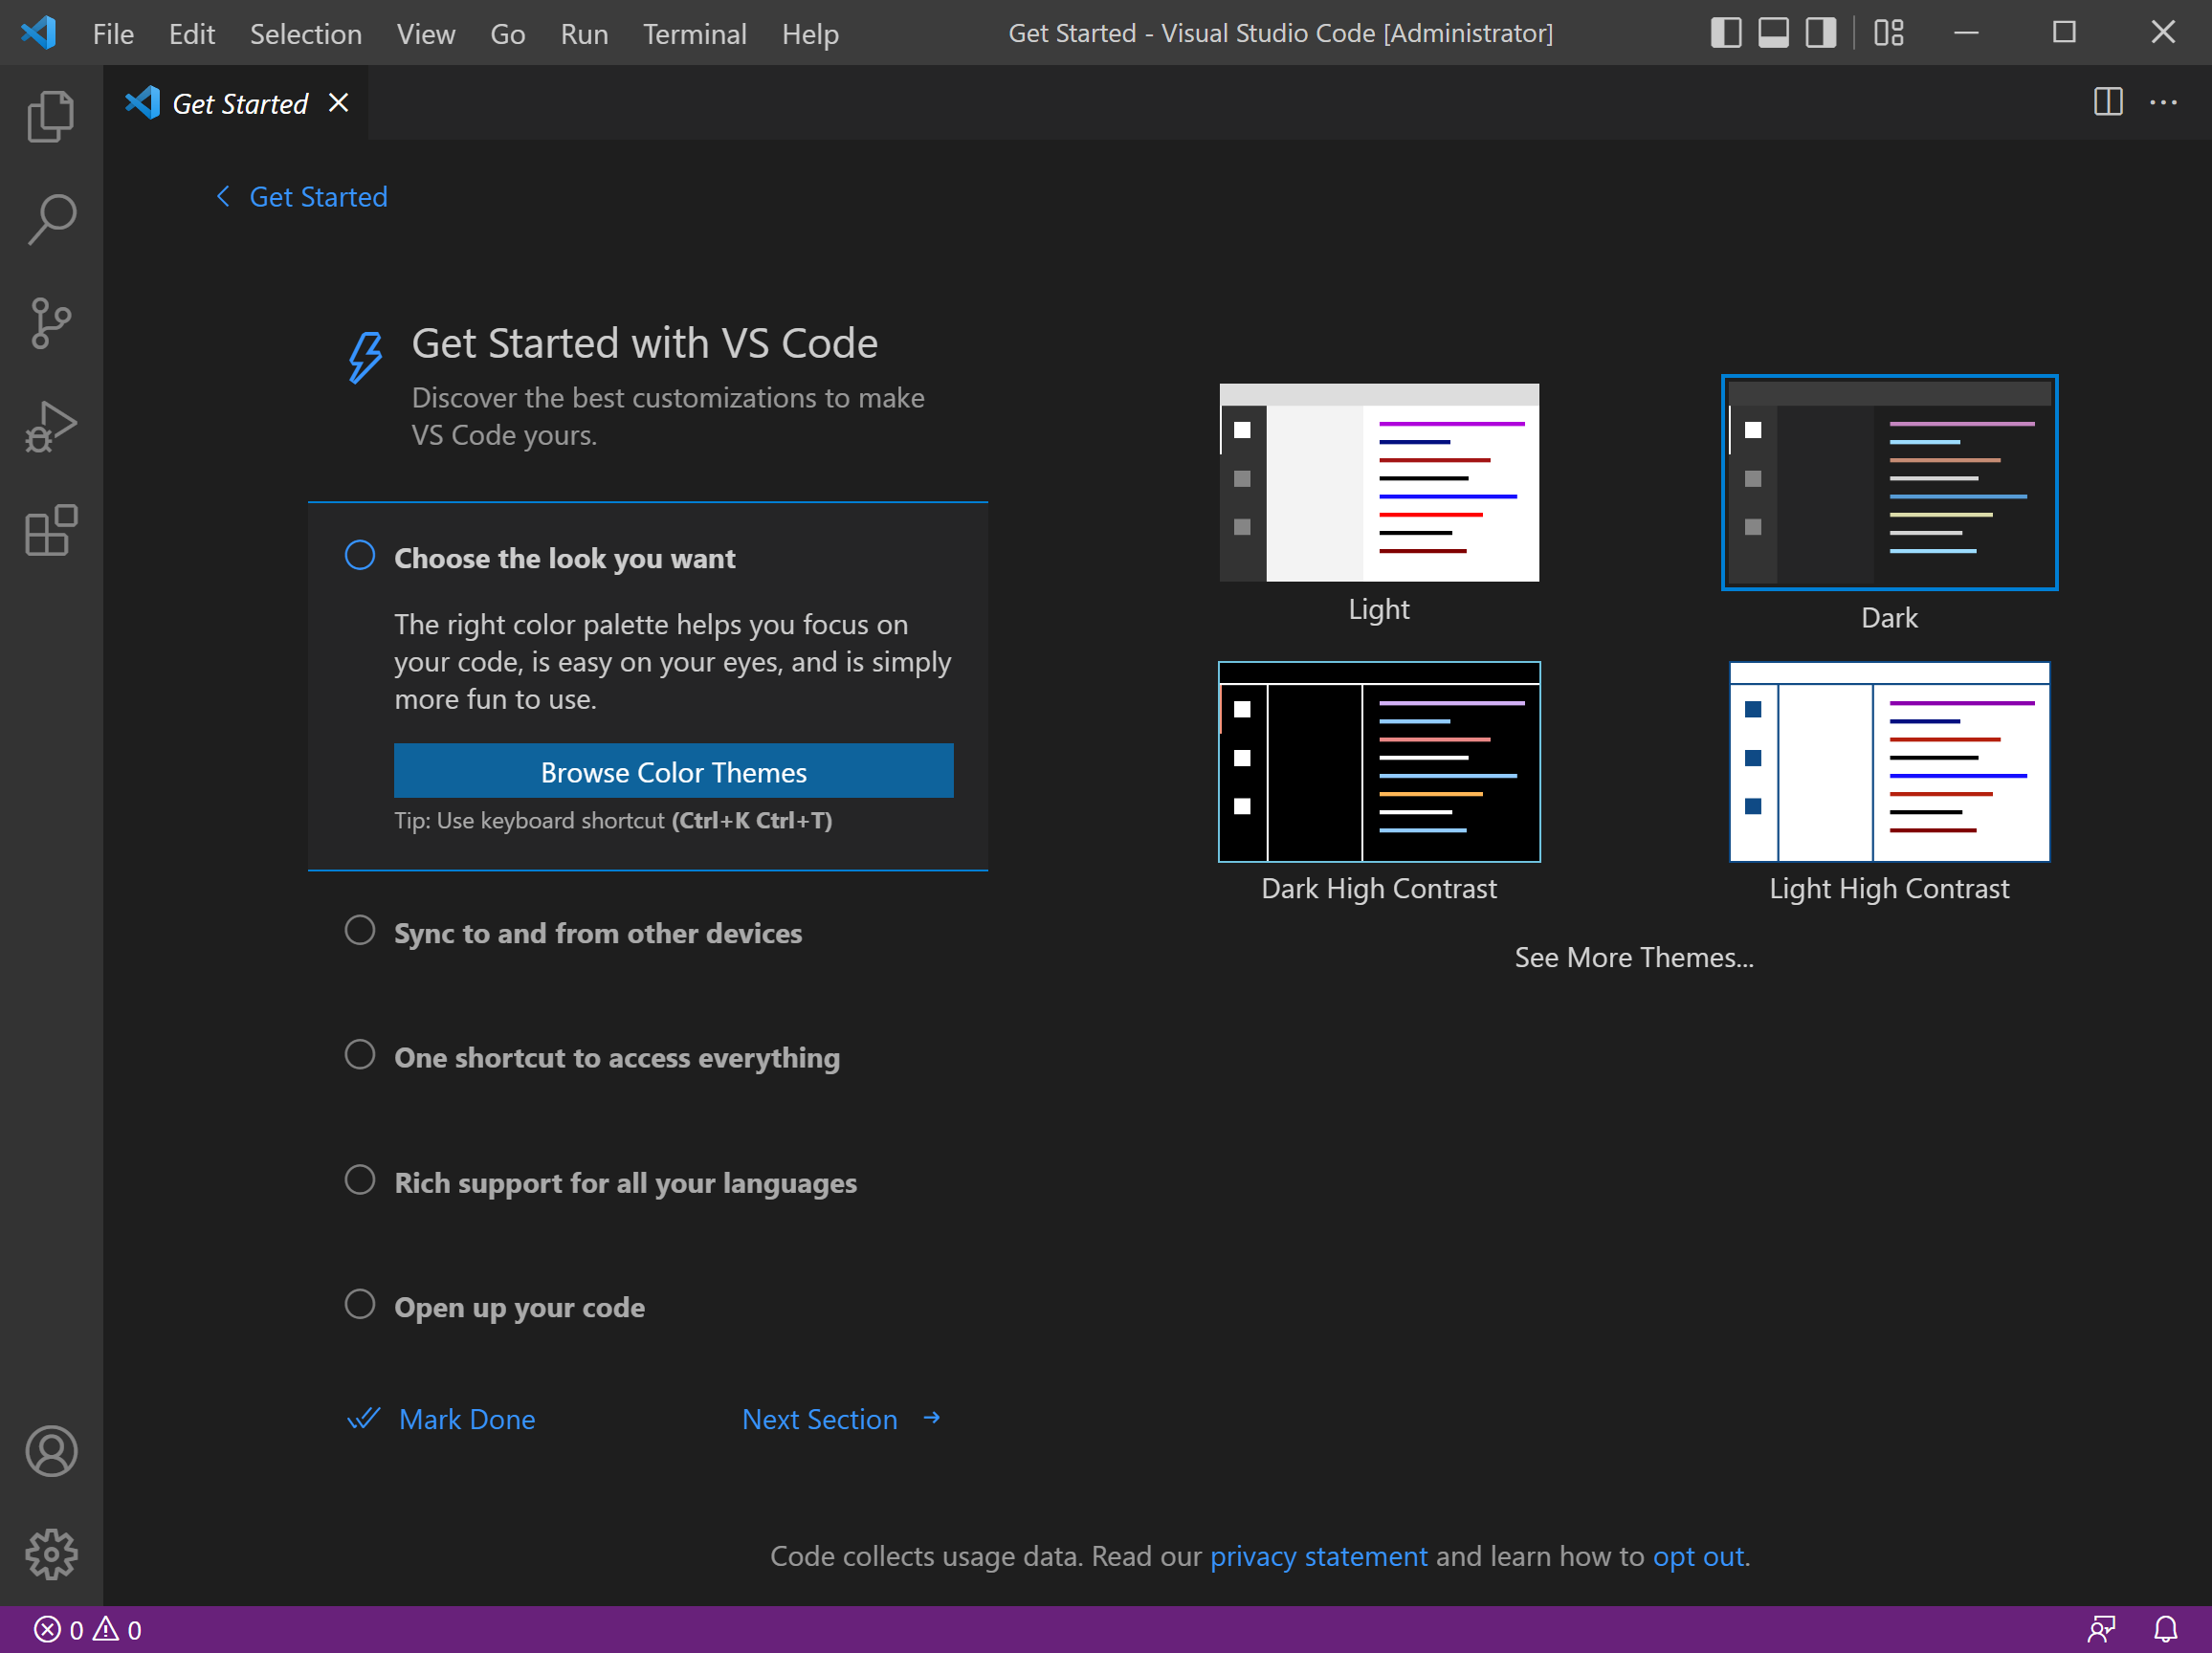 File Edit Selection View Go Run Terminal Help Get Started - Visual Studio Code [Administrator]
Get Started
Get Started
Get Started with VS Code
Discover the best customizations to make
VS Code yours.
Choose the look you want
The right color palette helps you focus on
your code, is easy on your eyes, and is simply
more fun to use.
Browse Color Themes
Tip: Use keyboard shortcut (Ctrl+K Ctrl+T)
Sync to and from other devices
One shortcut to access everything
Rich support for all your languages
Open up your code
Mark Done Next Section
Light Dark
Dark High Contrast Light High Contrast
See More Themes...
Code collects usage data. Read our privacy statement and learn how to opt out.
0 0